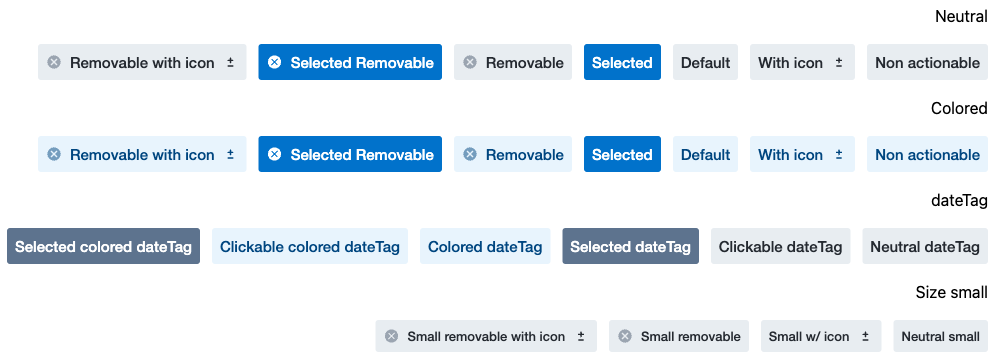 Neutral
Removable with icon ± Selected Removable Removable Selected Default With icon ± Non actionable
Colored
Removable with icon ± Selected Removable Removable Selected Default With icon ± Non actionable
dateTag
Selected colored dateTag Clickable colored dateTag Colored dateTag Selected dateTag Clickable dateTag Neutral dateTag
Size small
Small removable with icon ± Small removable Small w/ icon ± Neutral small